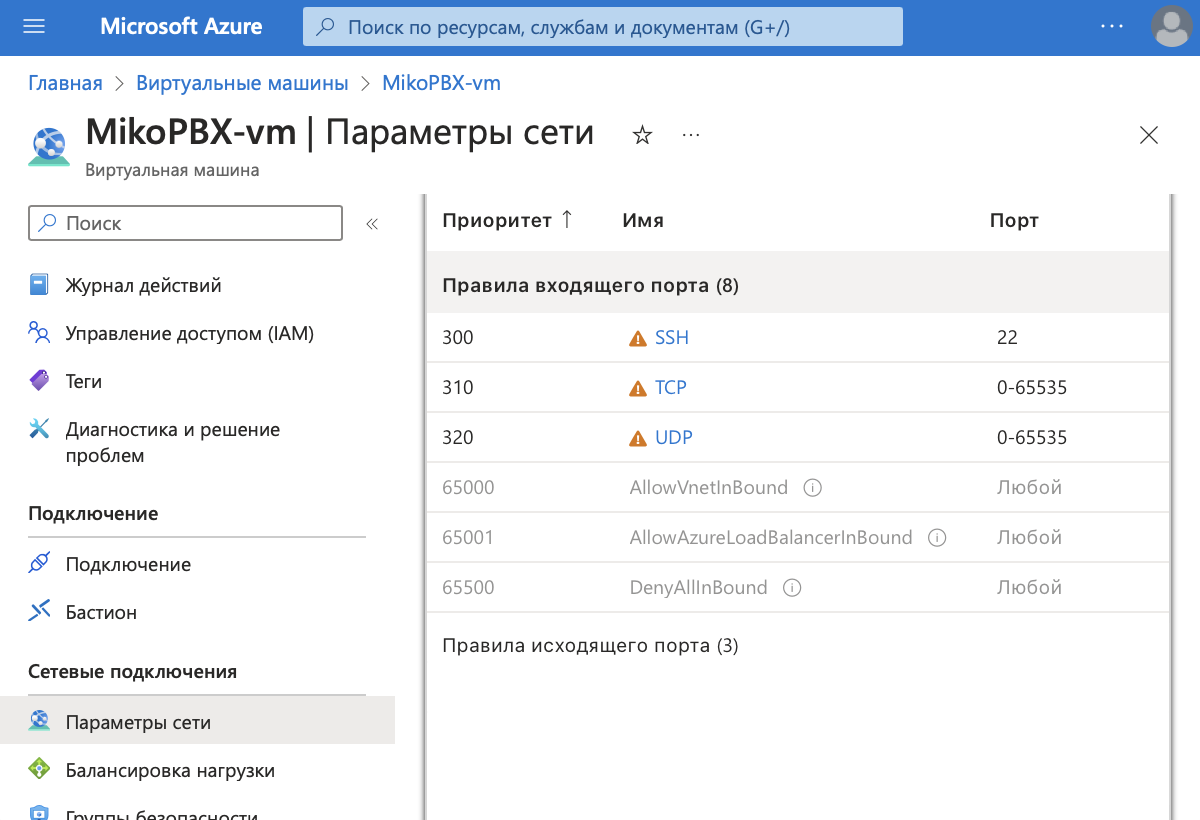 Microsoft Azure
Поиск по ресурсам, службам и документам (G+/)
Главная > Виртуальные машины > MikoPBX-vm
MikoPBX-vm | Параметры сети
Виртуальная машина
Поиск
Журнал действий
Управление доступом (IAM)
Теги
Диагностика и решение
проблем
Подключение
Подключение
Бастион
Сетевые подключения
Параметры сети
Балансировка нагрузки
Группы безопасности
Приоритет ↑ Имя Порт
Правила входящего порта (8)
300 SSH 22
310 TCP 0-65535
320 UDP 0-65535
65000 AllowVnetInBound Любой
65001 AllowAzureLoadBalancerInBound Любой
65500 DenyAllInBound Любой
Правила исходящего порта (3)